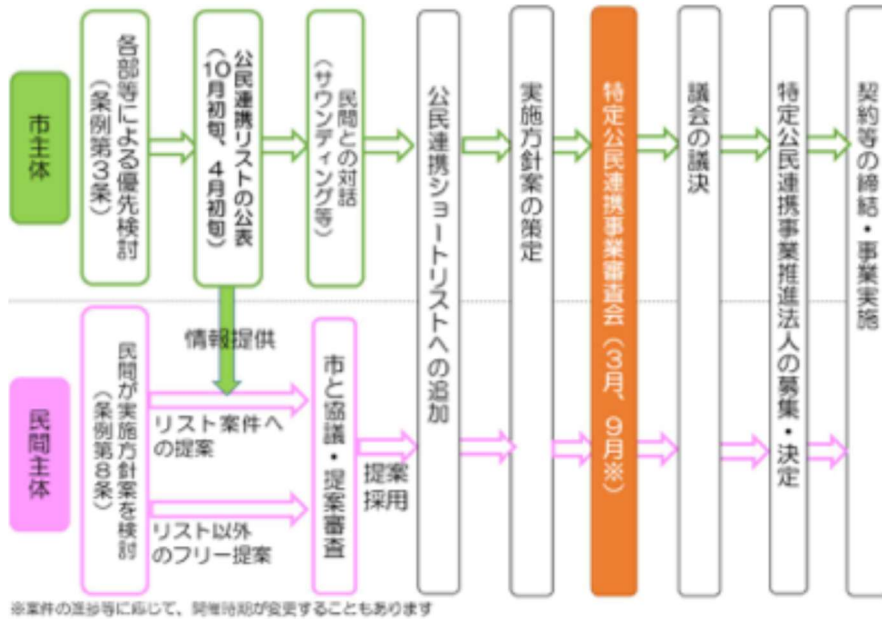 市主体
各部等による優先検討
（条例第3条）
公民連携リストの公表
（10月初旬、4月初旬）
民間との対話
（サウンディング等）
公民連携ショートリストへの追加
実施方針案の策定
特定公民連携事業審査会（3月、9月※）
議会の議決
特定公民連携事業推進法人の募集・決定
契約等の締結・事業実施
情報提供
民間主体
民間が実施方針案を検討
（条例第8条）
リスト案件へ
の提案
リスト以外
のフリー提案
市と協議・提案審査
提案
採用
※案件の進捗等に応じて、開催時期が変更することもあります